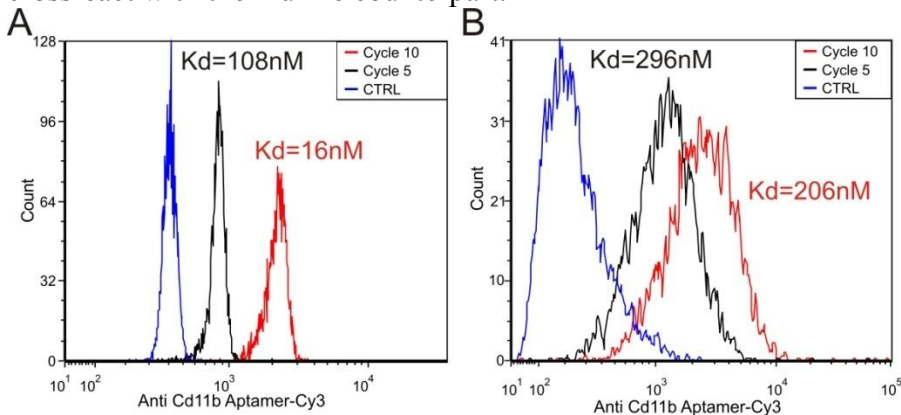 A
B
128
96
64
32
0
Count
Kd=108nM
Kd=16nM
Cycle 10
Cycle 5
CTRL
10¹ 10² 10³ 10⁴
Anti Cd11b Aptamer-Cy3
41
31
21
10
0
Count
Kd=296nM
Kd=206nM
Cycle 10
Cycle 5
CTRL
10¹ 10² 10³ 10⁴ 10⁵
Anti Cd11b Aptamer-Cy3